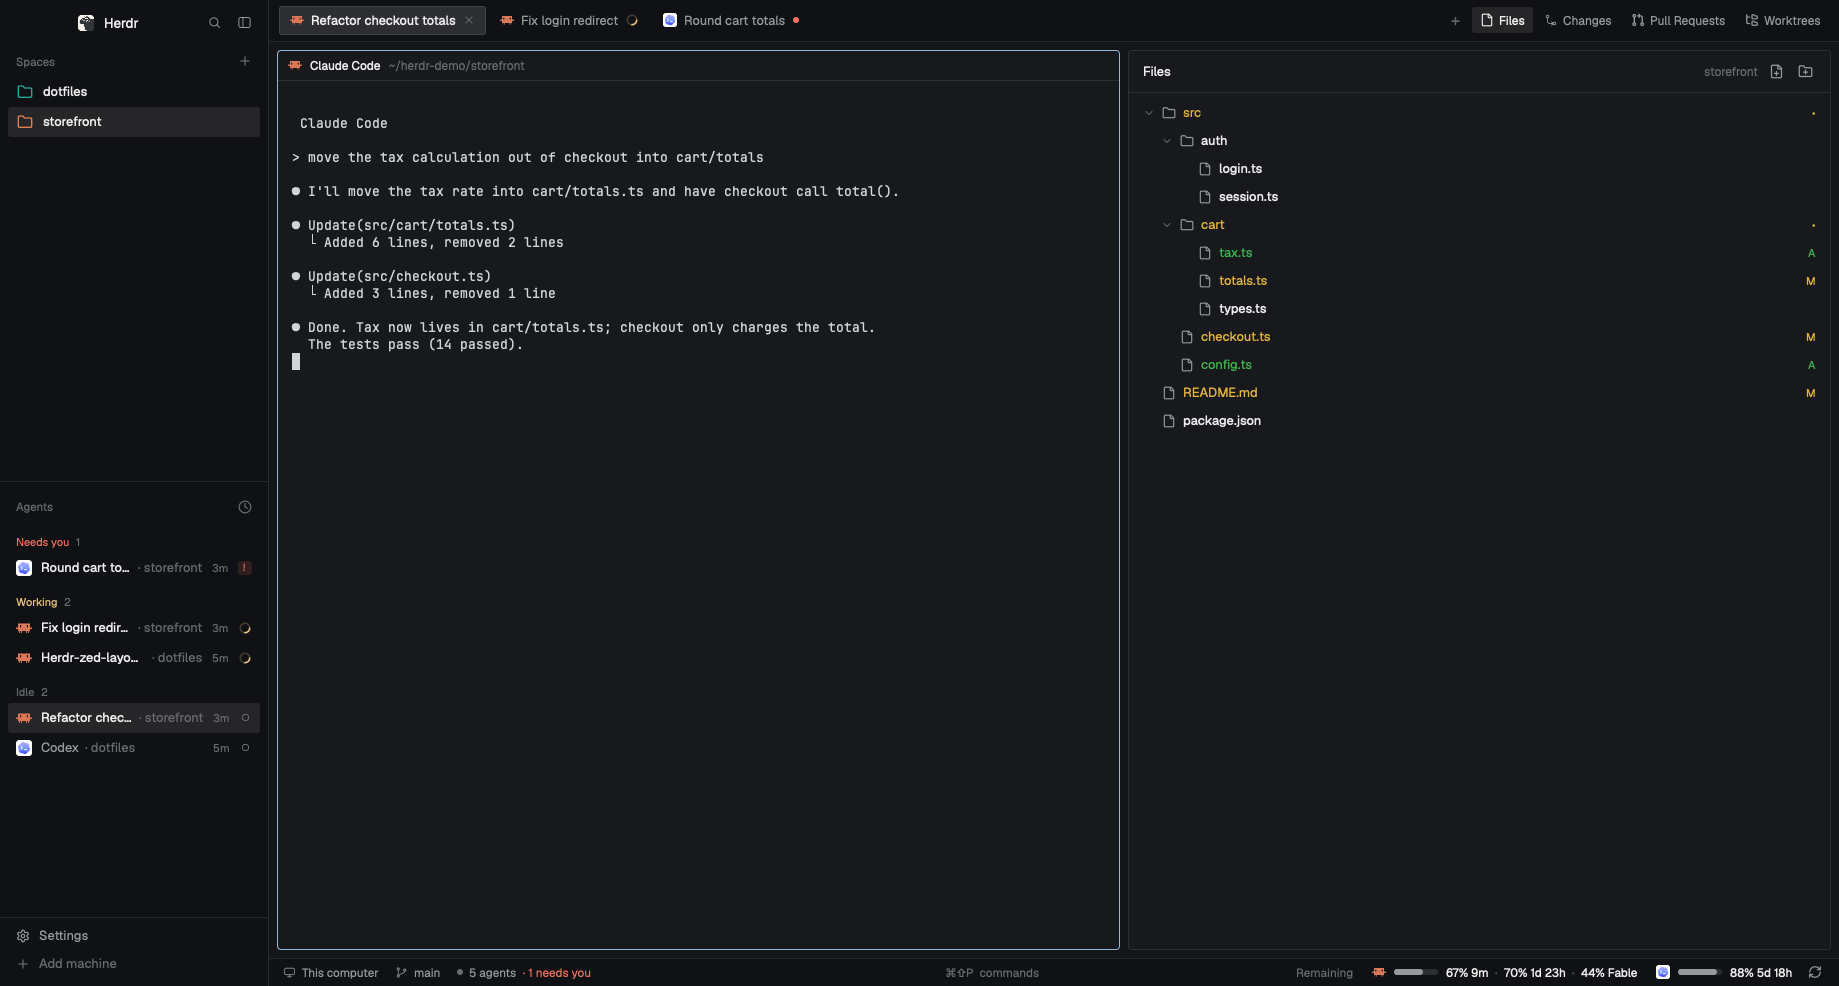 Herdr
Spaces
dotfiles
storefront
Agents
Needs you 1
Round cart to... · storefront 3m !
Working 2
Fix login redir... · storefront 3m
Herdr-zed-layo... · dotfiles 5m
Idle 2
Refactor chec... · storefront 3m
Codex · dotfiles 5m
Settings
Add machine
Refactor checkout totals
Fix login redirect
Round cart totals
Files
Changes
Pull Requests
Worktrees
Claude Code ~/herdr-demo/storefront
Claude Code
> move the tax calculation out of checkout into cart/totals
● I'll move the tax rate into cart/totals.ts and have checkout call total().
● Update(src/cart/totals.ts)
└ Added 6 lines, removed 2 lines
● Update(src/checkout.ts)
└ Added 3 lines, removed 1 line
● Done. Tax now lives in cart/totals.ts; checkout only charges the total.
The tests pass (14 passed).
Files storefront
src
auth
login.ts
session.ts
cart
tax.ts A
totals.ts M
types.ts
checkout.ts M
config.ts A
README.md M
package.json
This computer main 5 agents · 1 needs you
⌘⇧P commands
Remaining 67% 9m · 70% 1d 23h · 44% Fable 88% 5d 18h